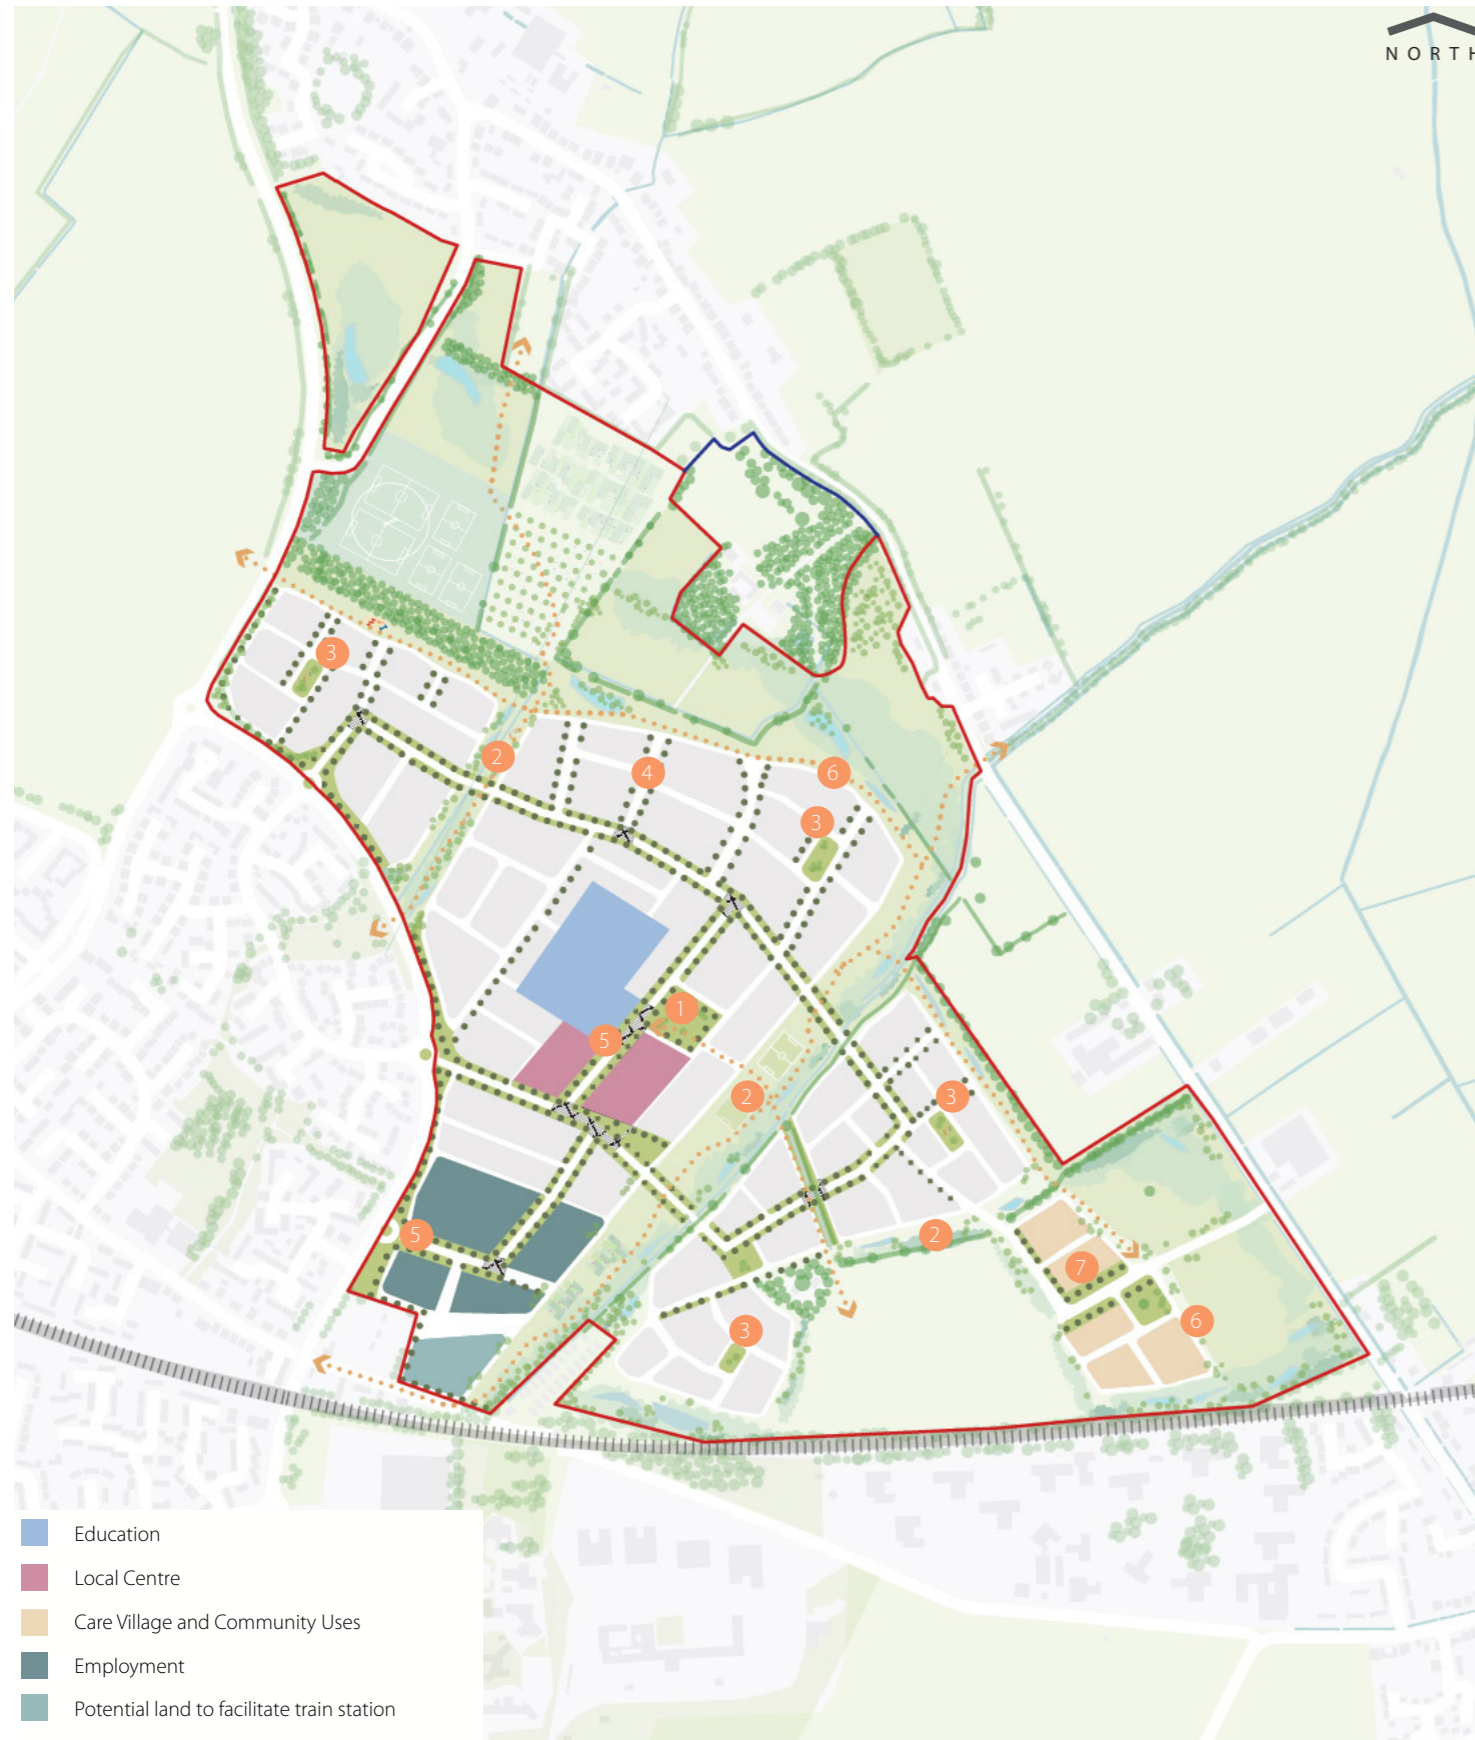 NORTH
3
2
4
6
3
1
5
2
3
5
2
7
6
3
Education
Local Centre
Care Village and Community Uses
Employment
Potential land to facilitate train station